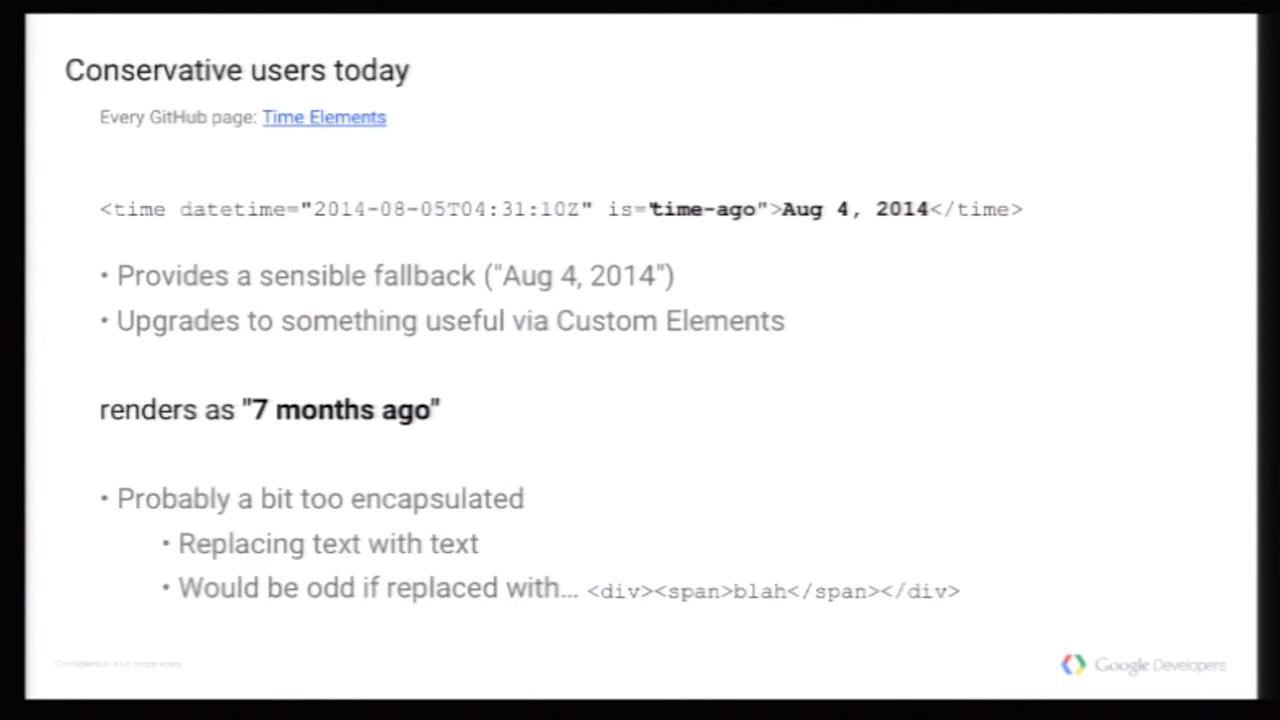 Conservative users today
Every GitHub page: Time Elements
<time datetime="2014-08-05T04:31:10Z" is="time-ago">Aug 4, 2014</time>
• Provides a sensible fallback ("Aug 4, 2014")
• Upgrades to something useful via Custom Elements
renders as "7 months ago"
• Probably a bit too encapsulated
• Replacing text with text
• Would be odd if replaced with... <div><span>blah</span></div>
Confidential and proprietary
Google Developers